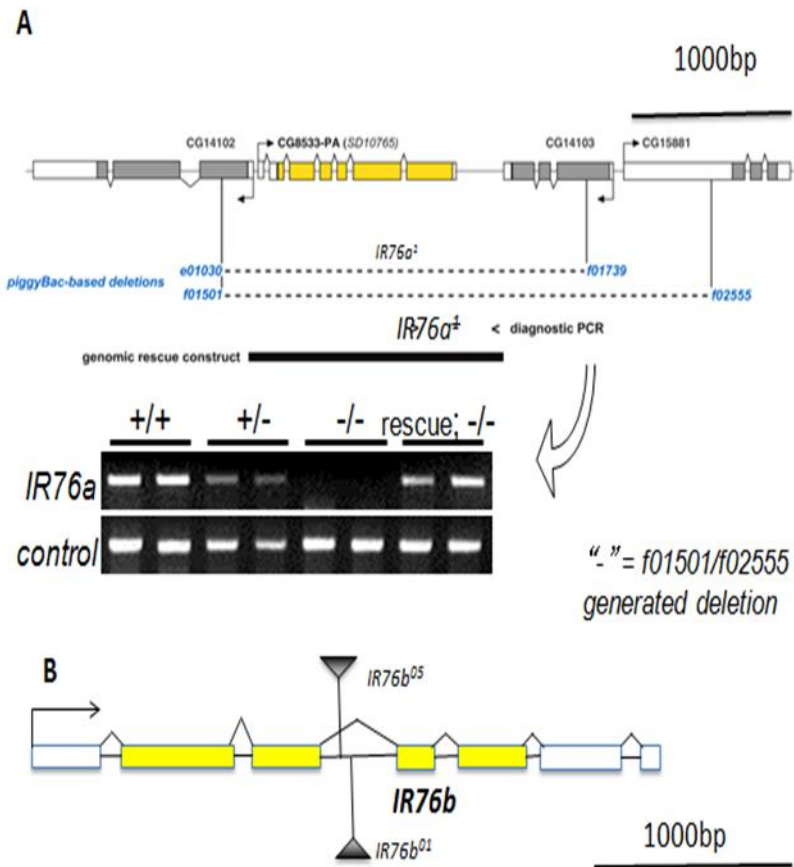 A
1000bp
CG14102
CG8533-PA (SD10765)
CG14103
CG15881
IR76a¹
e01030
f01739
piggyBac-based deletions
f01501
f02555
< diagnostic PCR
genomic rescue construct
+/+ +/- -/- rescue; -/-
IR76a
control
"-" = f01501/f02555
generated deletion
B
IR76b⁰⁵
IR76b
IR76b⁰¹
1000bp